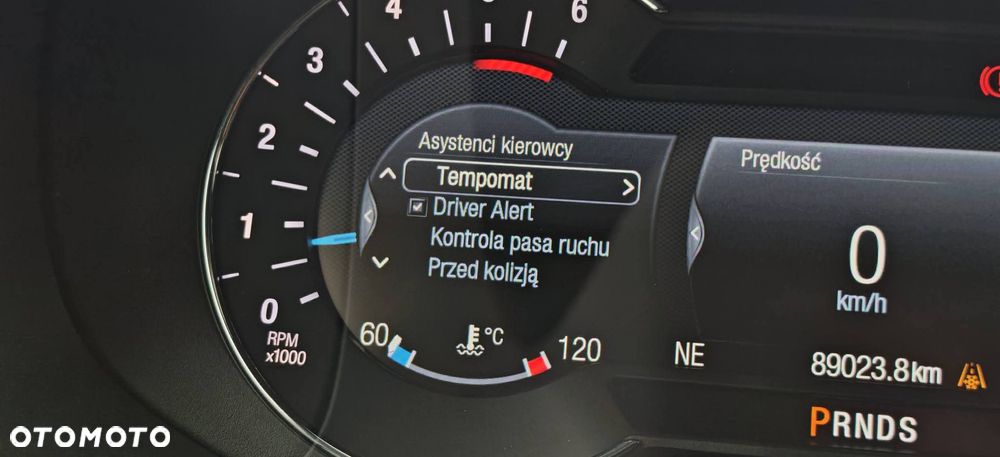 4
6
3
2
1
0
RPM
x1000
Asystenci kierowcy
Tempomat
Driver Alert
Kontrola pasa ruchu
Przed kolizją
60
°C
120
Prędkość
0
km/h
NE
89023.8km
PRNDS
OTOMOTO